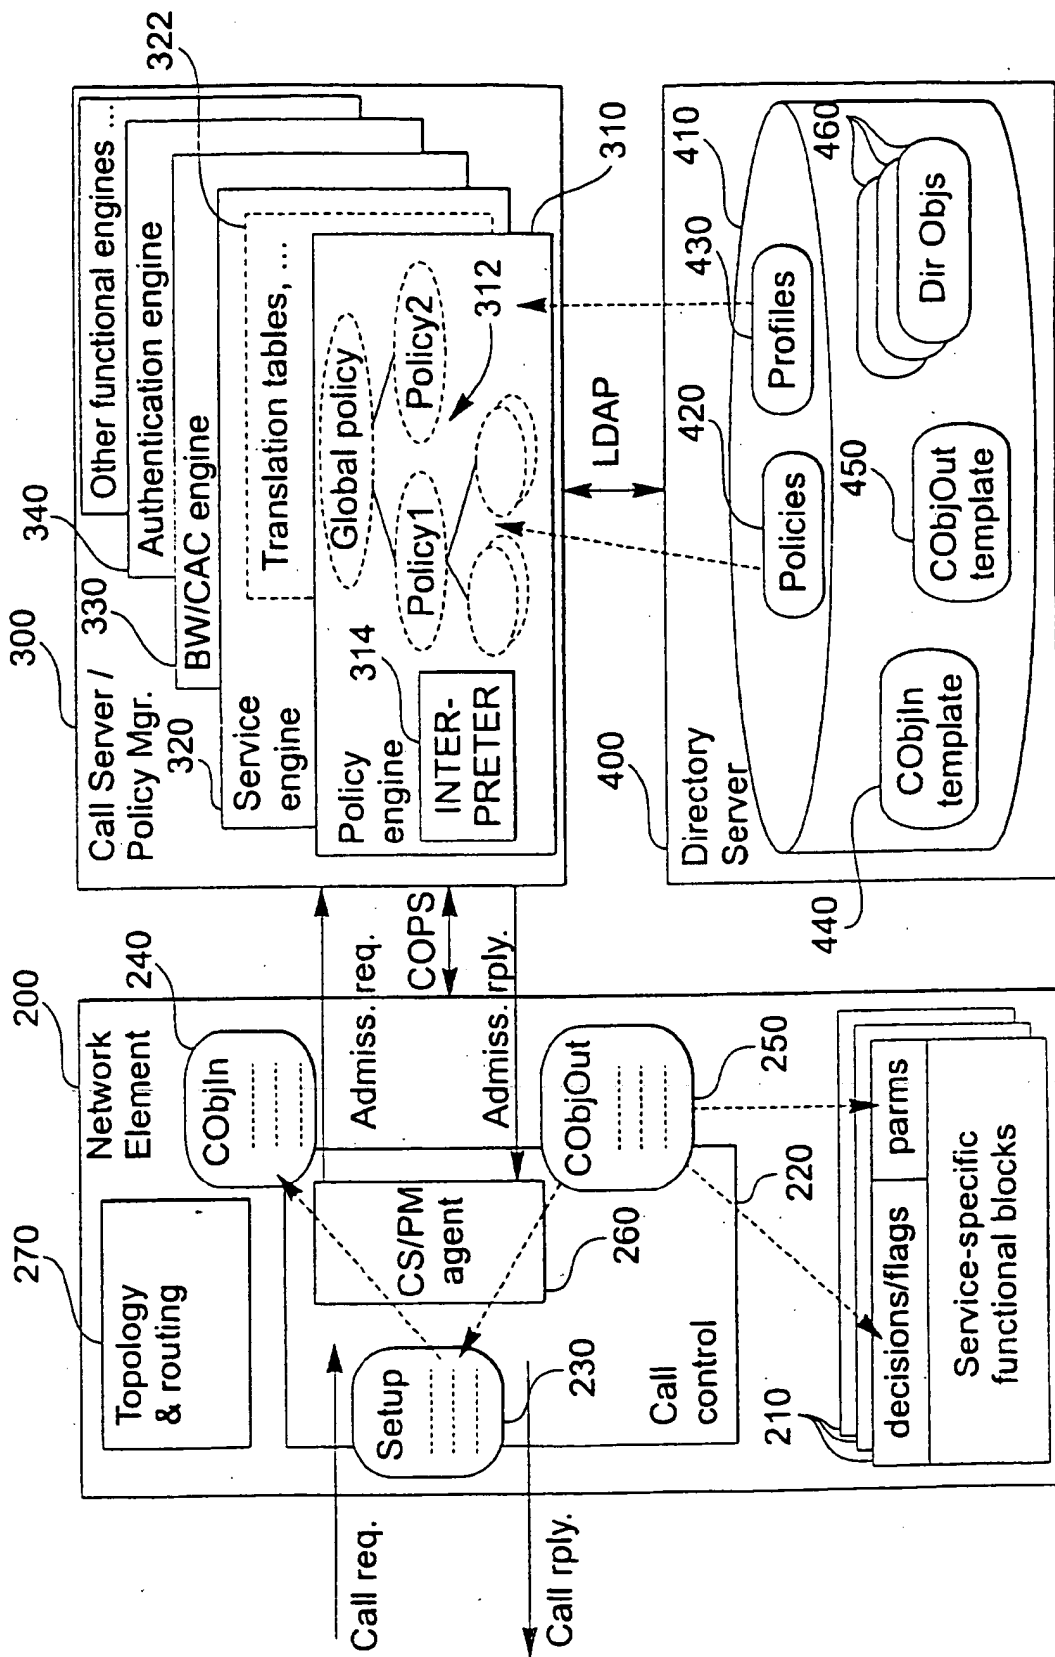 200
Network
Element
270
Topology
& routing
240
CObjIn
Call req.
Setup
230
CS/PM
agent
260
Call
control
220
CObjOut
250
Call rply.
210
decisions/flags
parms
Service-specific
functional blocks
Admiss. req.
COPS
Admiss. rply.
300
Call Server /
Policy Mgr.
330
340
322
320
Other functional engines ...
Authentication engine
BW/CAC engine
Service
engine
Translation tables, ...
Policy
engine
314
INTER-
PRETER
Global policy
Policy1
Policy2
312
310
LDAP
400
Directory
Server
420
430
410
Policies
Profiles
440
CObjIn
template
450
CObjOut
template
460
Dir Objs